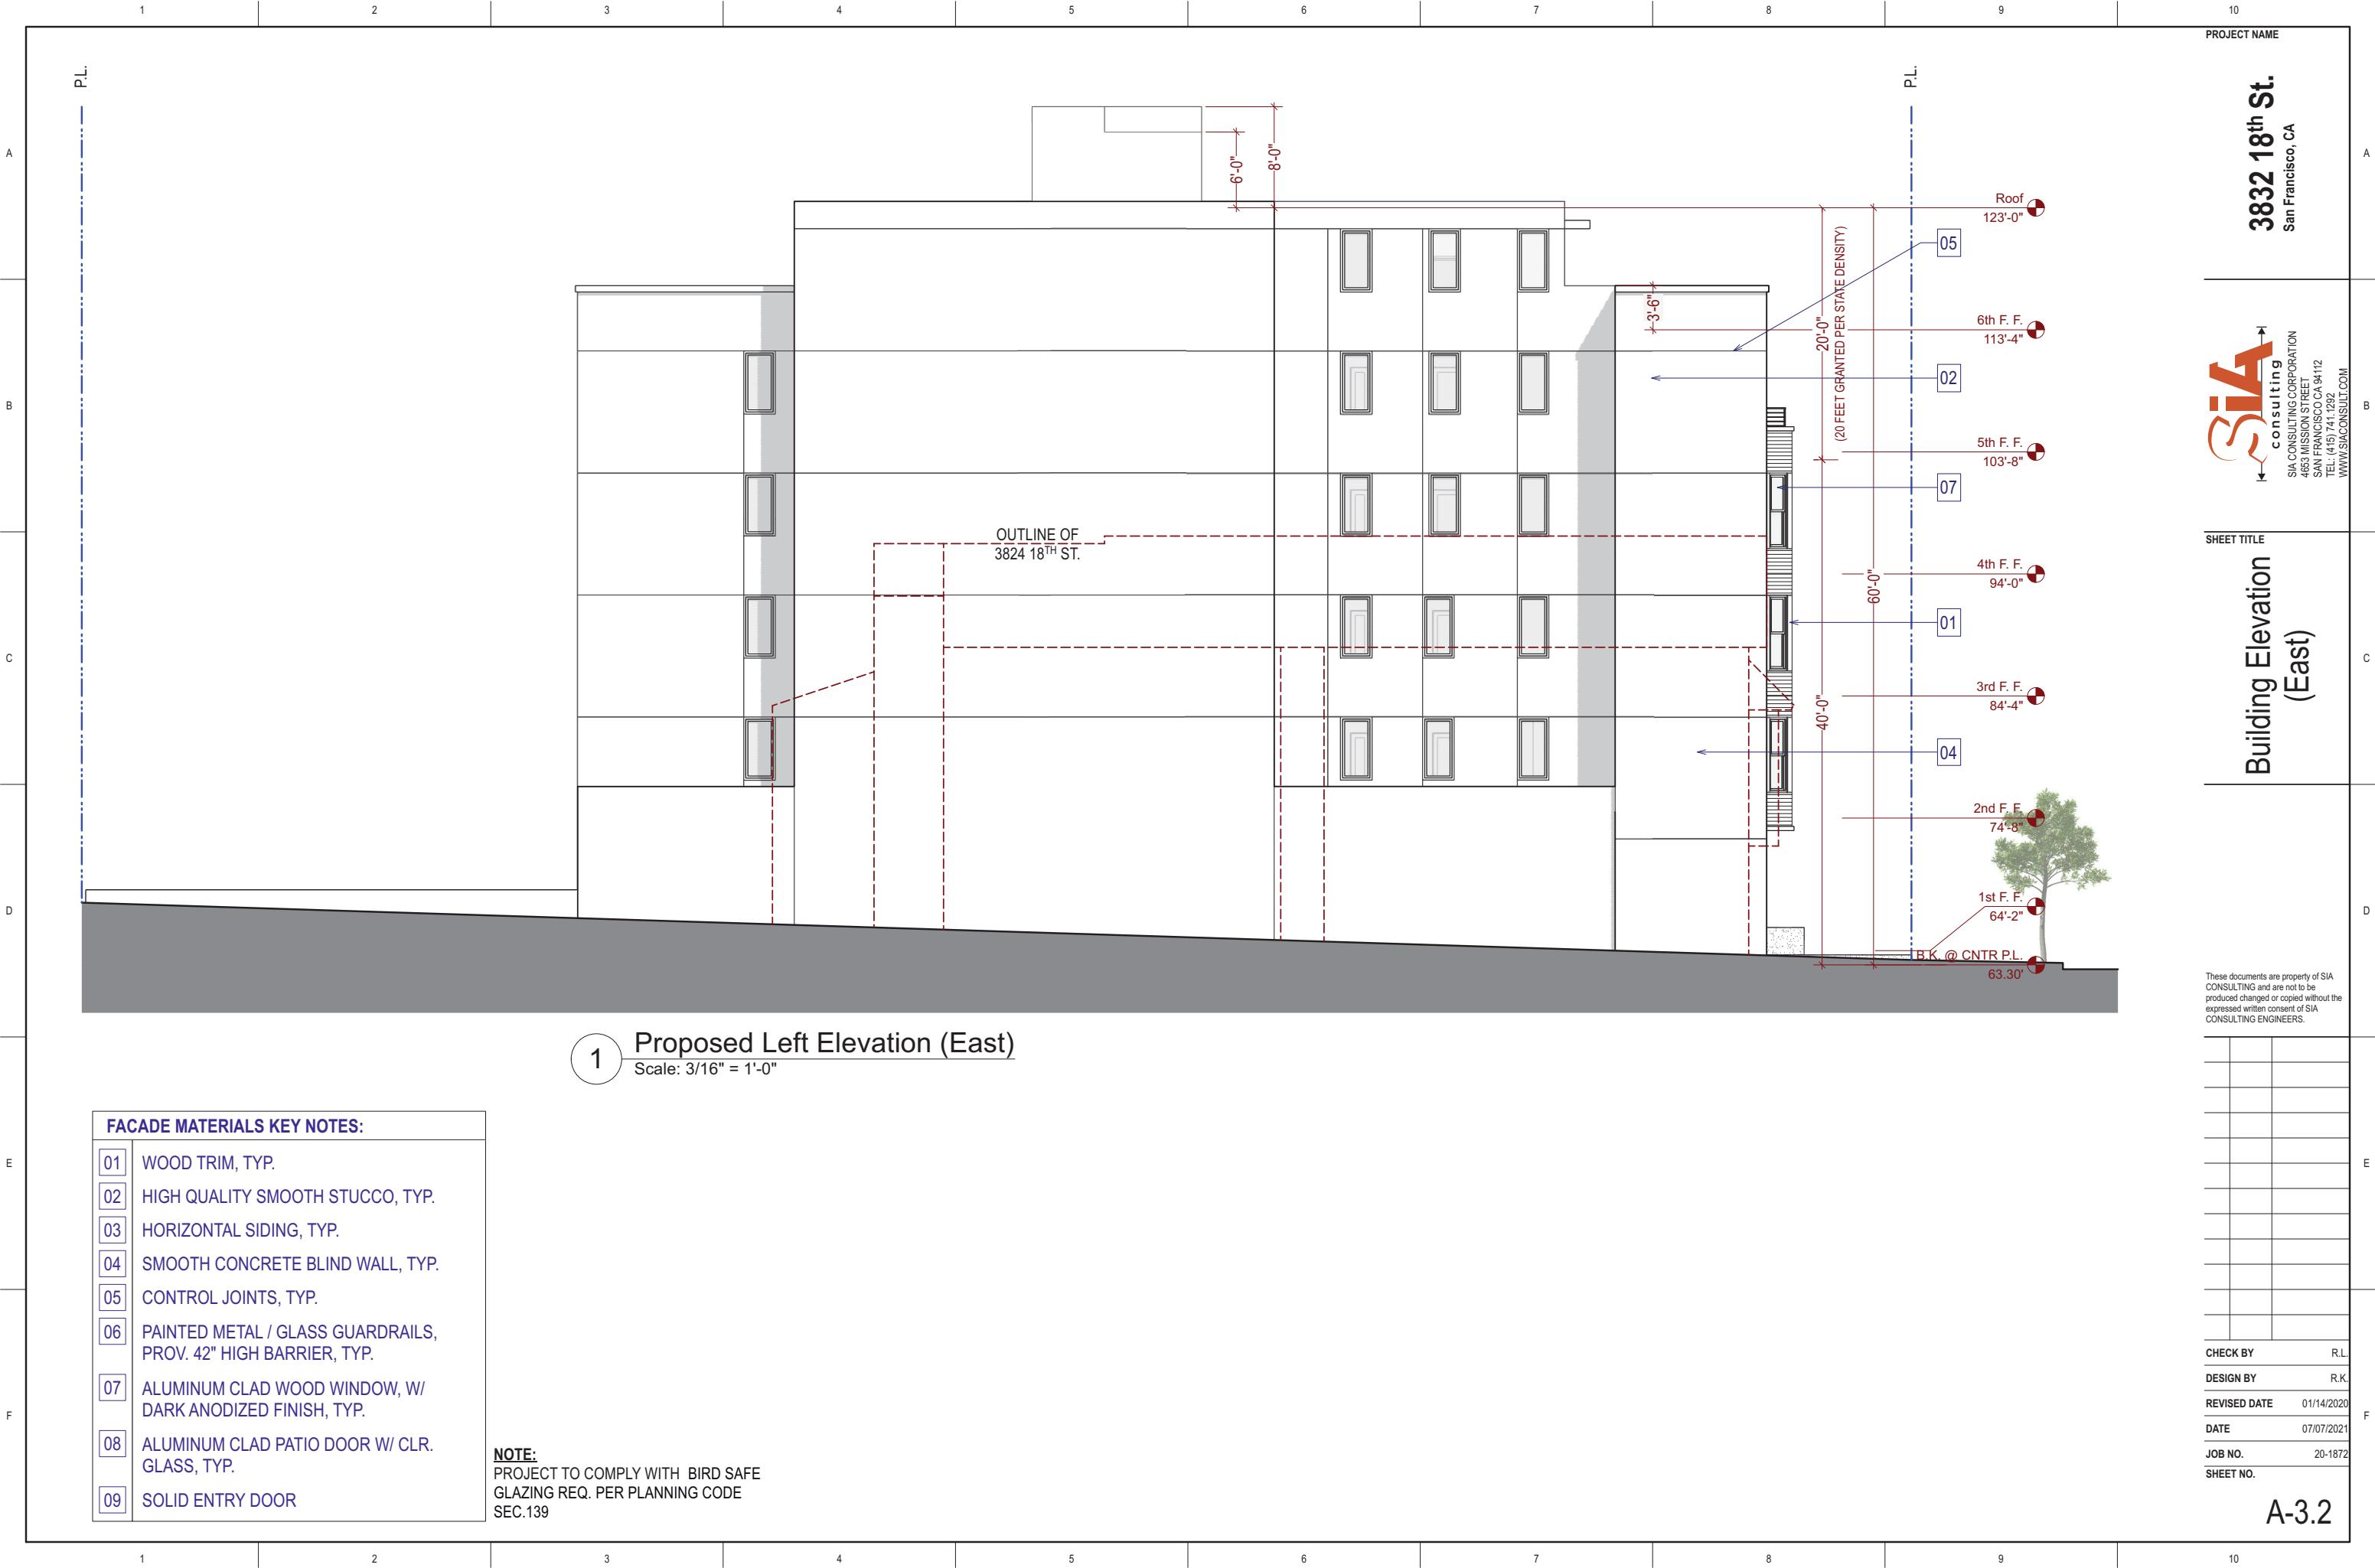 1 2 3 4 5 6 7 8 9 10
A
B
C
D
E
F
P.L.
P.L.
6'-0"
8'-0"
3'-6"
20'-0"
(20 FEET GRANTED PER STATE DENSITY)
40'-0"
60'-0"
Roof
123'-0"
05
6th F. F.
113'-4"
02
5th F. F.
103'-8"
07
4th F. F.
94'-0"
01
3rd F. F.
84'-4"
04
2nd F. F.
74'-8"
1st F. F.
64'-2"
B.K. @ CNTR P.L.
63.30'
OUTLINE OF
3824 18TH ST.
1
Proposed Left Elevation (East)
Scale: 3/16" = 1'-0"
FACADE MATERIALS KEY NOTES:
01 WOOD TRIM, TYP.
02 HIGH QUALITY SMOOTH STUCCO, TYP.
03 HORIZONTAL SIDING, TYP.
04 SMOOTH CONCRETE BLIND WALL, TYP.
05 CONTROL JOINTS, TYP.
06 PAINTED METAL / GLASS GUARDRAILS,
PROV. 42" HIGH BARRIER, TYP.
07 ALUMINUM CLAD WOOD WINDOW, W/
DARK ANODIZED FINISH, TYP.
08 ALUMINUM CLAD PATIO DOOR W/ CLR.
GLASS, TYP.
09 SOLID ENTRY DOOR
NOTE:
PROJECT TO COMPLY WITH BIRD SAFE
GLAZING REQ. PER PLANNING CODE
SEC.139
PROJECT NAME
3832 18th St.
San Francisco, CA
SiA
consulting
SIA CONSULTING CORPORATION
4653 MISSION STREET
SAN FRANCISCO CA 94112
TEL: (415) 741.1292
WWW.SIACONSULT.COM
SHEET TITLE
Building Elevation
(East)
These documents are property of SIA
CONSULTING and are not to be
produced changed or copied without the
expressed written consent of SIA
CONSULTING ENGINEERS.
CHECK BY R.L.
DESIGN BY R.K.
REVISED DATE 01/14/2020
DATE 07/07/2021
JOB NO. 20-1872
SHEET NO.
A-3.2
A
B
C
D
E
F
1 2 3 4 5 6 7 8 9 10